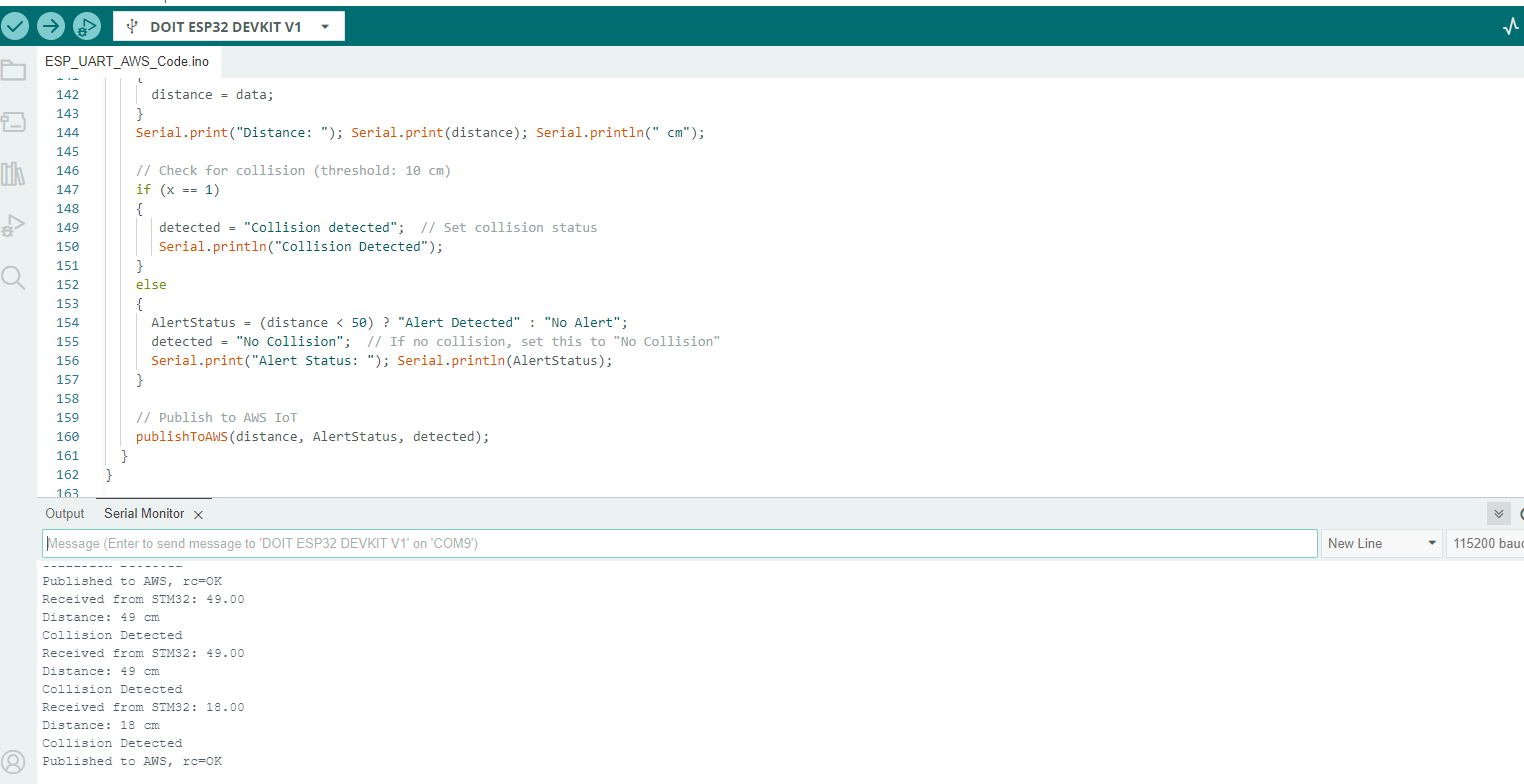 DOIT ESP32 DEVKIT V1
ESP_UART_AWS_Code.ino
141 {
142 distance = data;
143 }
144 Serial.print("Distance: "); Serial.print(distance); Serial.println(" cm");
145
146 // Check for collision (threshold: 10 cm)
147 if (x == 1)
148 {
149 detected = "Collision detected";  // Set collision status
150 Serial.println("Collision Detected");
151 }
152 else
153 {
154 AlertStatus = (distance < 50) ? "Alert Detected" : "No Alert";
155 detected = "No Collision";  // If no collision, set this to "No Collision"
156 Serial.print("Alert Status: "); Serial.println(AlertStatus);
157 }
158
159 // Publish to AWS IoT
160 publishToAWS(distance, AlertStatus, detected);
161 }
162 }
163
Output Serial Monitor
Message (Enter to send message to 'DOIT ESP32 DEVKIT V1' on 'COM9') New Line 115200 bauc
Published to AWS, rc=OK
Received from STM32: 49.00
Distance: 49 cm
Collision Detected
Received from STM32: 49.00
Distance: 49 cm
Collision Detected
Received from STM32: 18.00
Distance: 18 cm
Collision Detected
Published to AWS, rc=OK